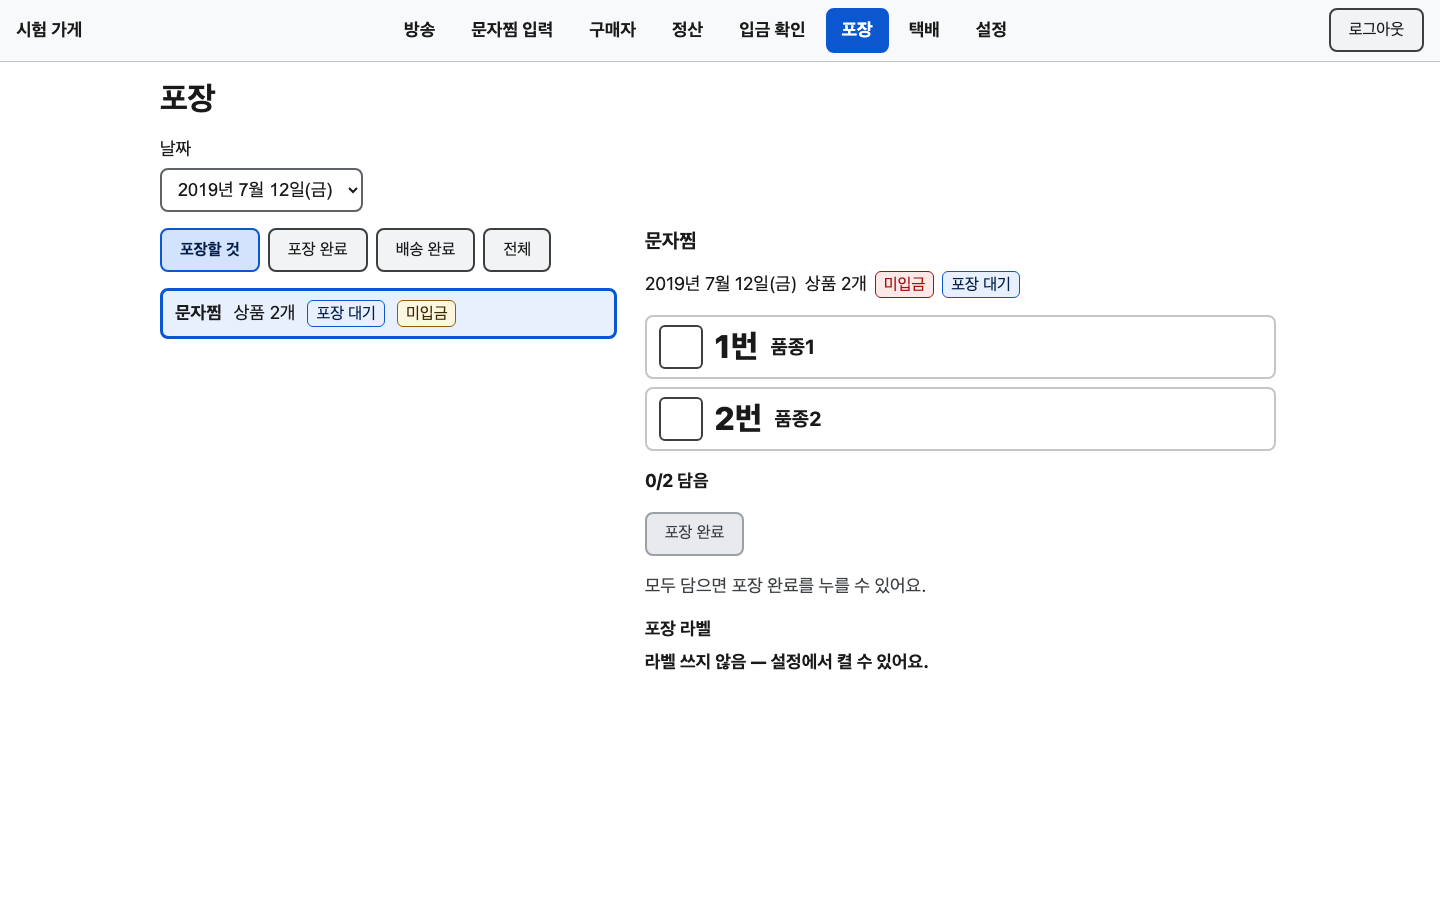 시험 가게
방송 문자찜 입력 구매자 정산 입금 확인 포장 택배 설정
로그아웃
포장
날짜
2019년 7월 12일(금)
포장할 것 포장 완료 배송 완료 전체
문자찜 상품 2개 포장 대기 미입금
문자찜
2019년 7월 12일(금) 상품 2개 미입금 포장 대기
1번 품종1
2번 품종2
0/2 담음
포장 완료
모두 담으면 포장 완료를 누를 수 있어요.
포장 라벨
라벨 쓰지 않음 — 설정에서 켤 수 있어요.